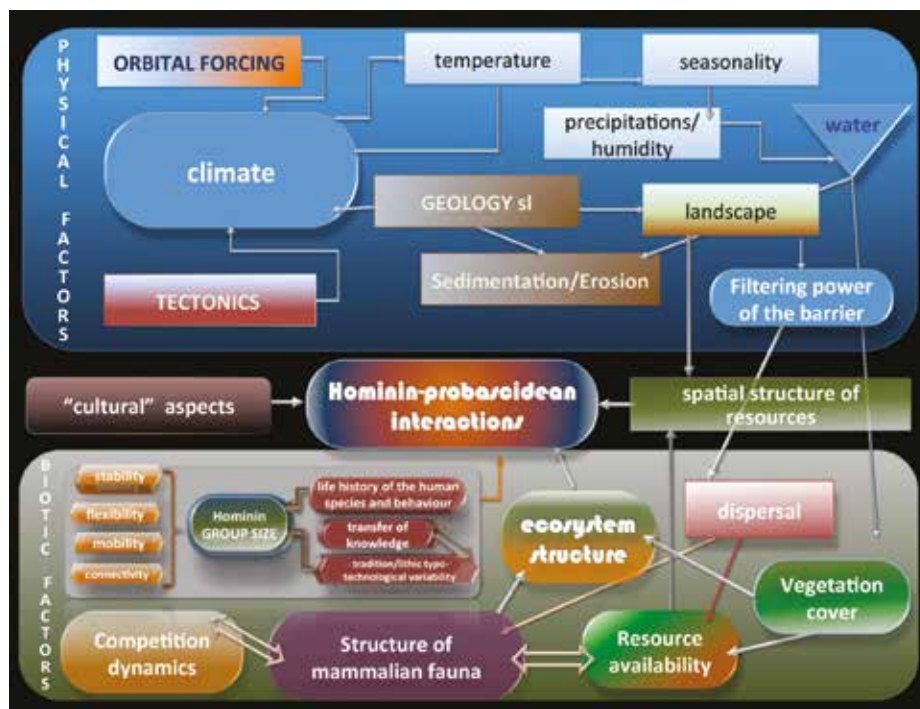 PHYSICAL FACTORS
ORBITAL FORCING
temperature
seasonality
precipitations/
humidity
water
climate
GEOLOGY sl
landscape
Sedimentation/Erosion
TECTONICS
Filtering power
of the barrier
"cultural" aspects
Hominin-probascidean
interactions
spatial structure of
resources
BIOTIC FACTORS
stability
flexibility
mobility
connectivity
Hominin
GROUP SIZE
life history of the human
species and behaviour
transfer of
knowledge
tradition/lithic typo-
technological variability
ecosystem
structure
dispersal
Vegetation
cover
Competition
dynamics
Structure of
mammalian fauna
Resource
availability